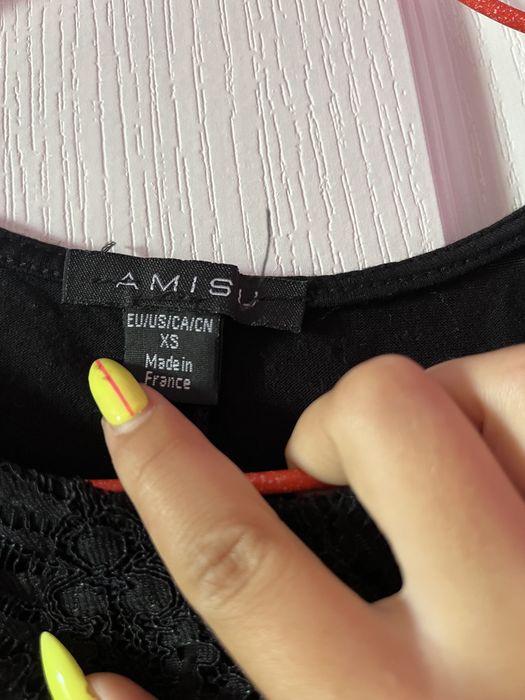 AMISU
EU/US/CA/CN
XS
Made in
France